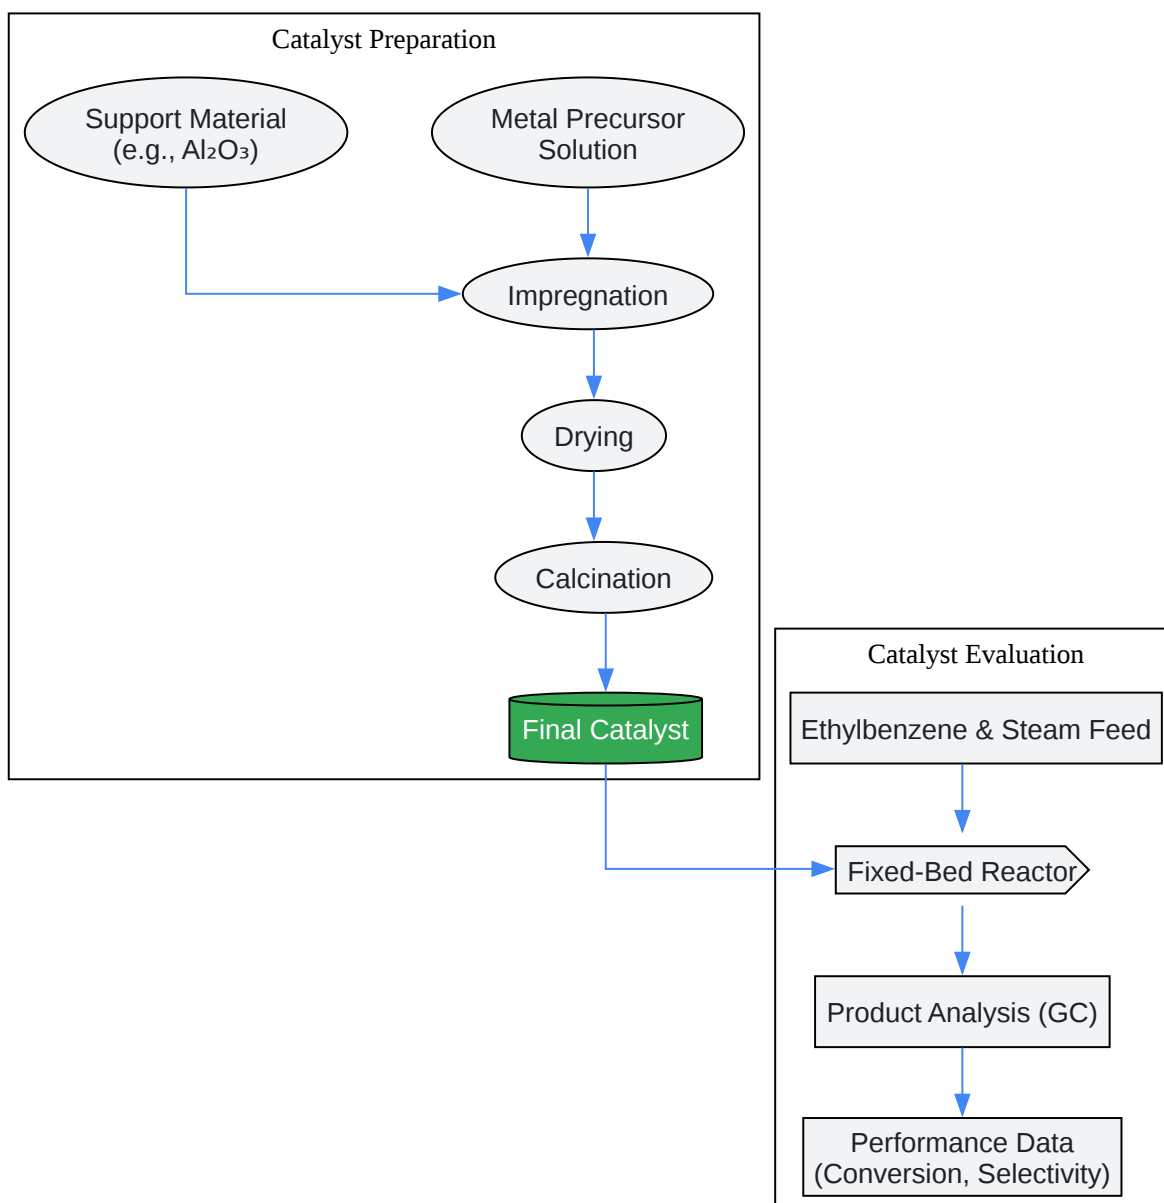 Catalyst Preparation
Support Material
(e.g., Al₂O₃)
Metal Precursor
Solution
Impregnation
Drying
Calcination
Final Catalyst
Catalyst Evaluation
Ethylbenzene & Steam Feed
Fixed-Bed Reactor
Product Analysis (GC)
Performance Data
(Conversion, Selectivity)